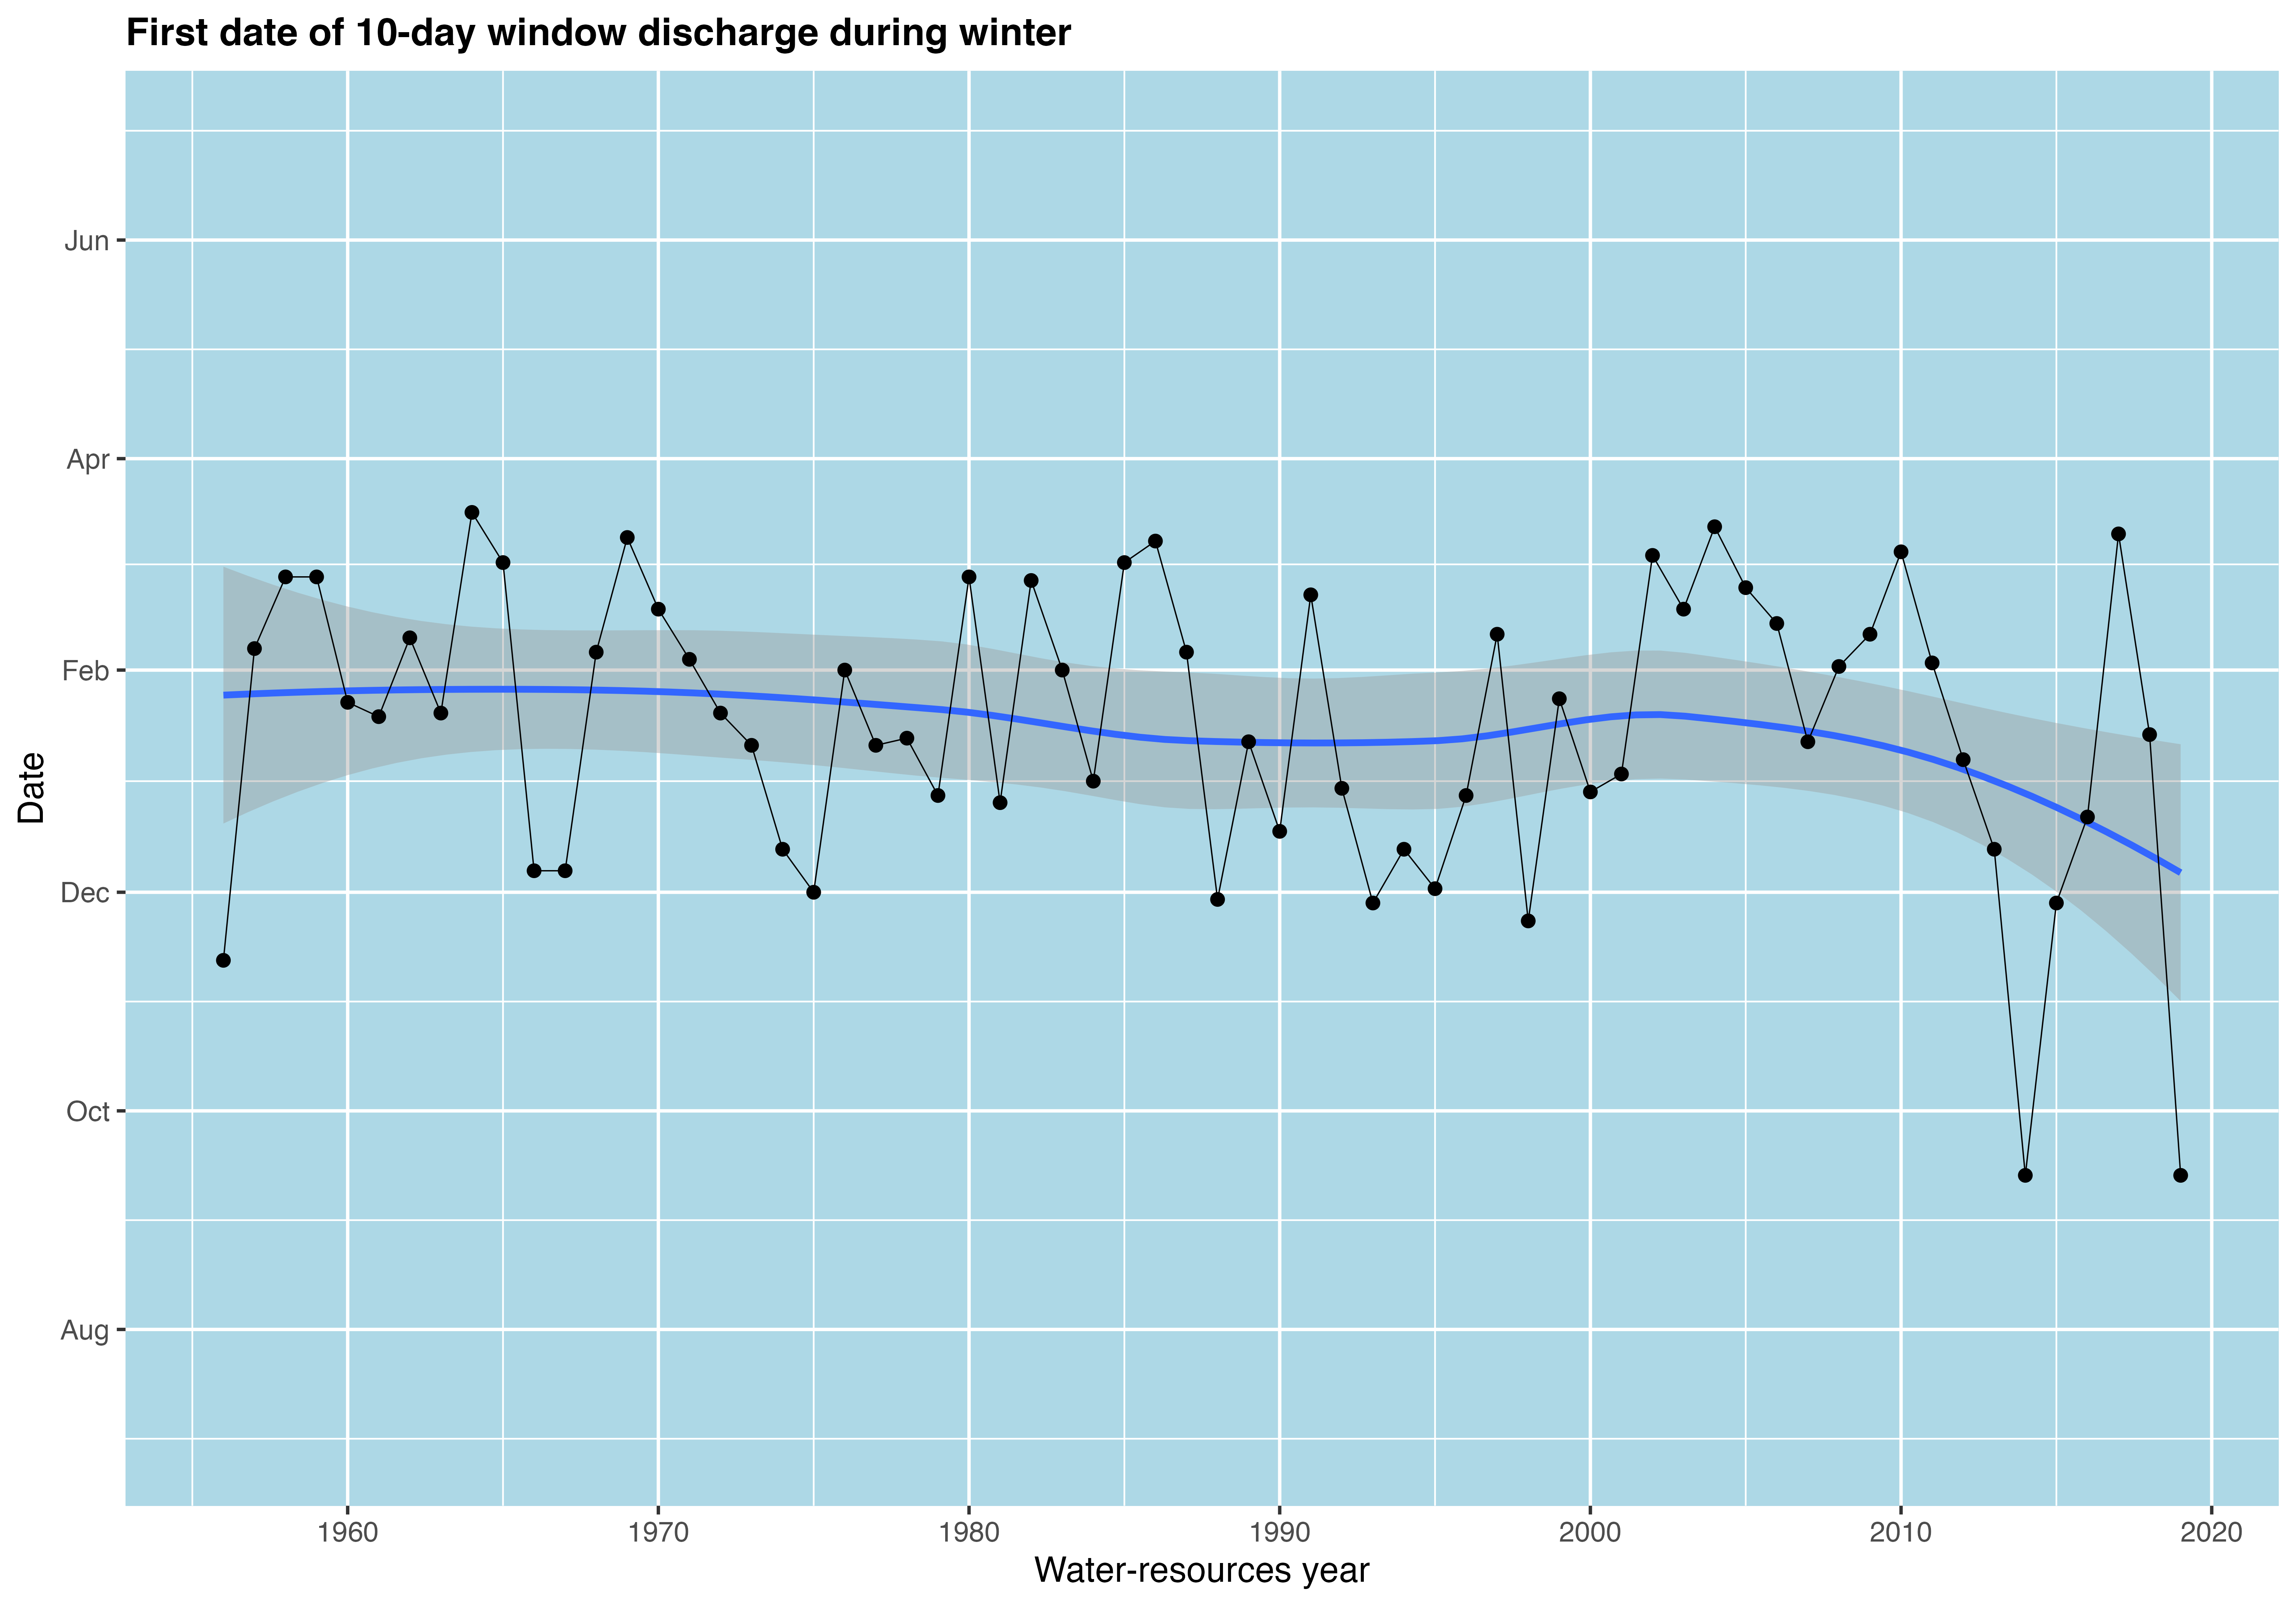 First date of 10-day window discharge during winter
Jun
Apr
Feb
Dec
Oct
Aug
Date
1960 1970 1980 1990 2000 2010 2020
Water-resources year